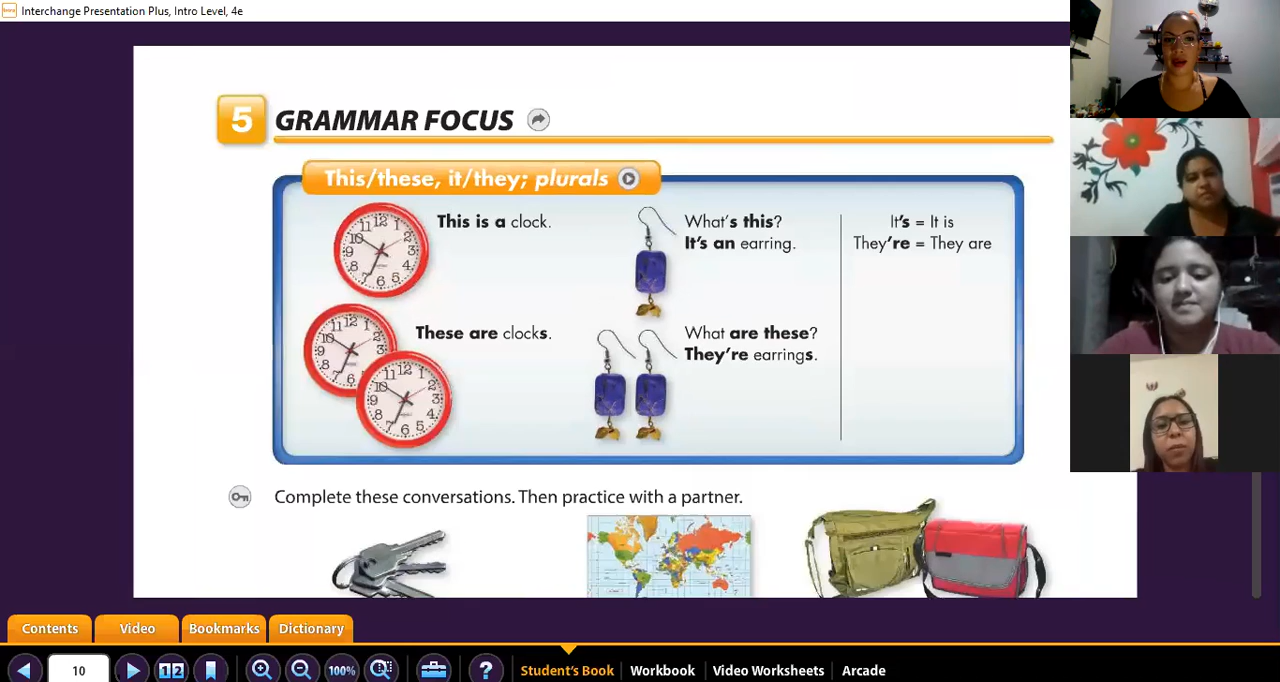 Interchange Presentation Plus, Intro Level, 4e
5 GRAMMAR FOCUS
This/these, it/they; plurals
This is a clock.
What's this?
It's an earring.
It's = It is
They're = They are
These are clocks.
What are these?
They're earrings.
Complete these conversations. Then practice with a partner.
Contents
Video
Bookmarks
Dictionary
10
1 2
100%
?
Student's Book
Workbook
Video Worksheets
Arcade